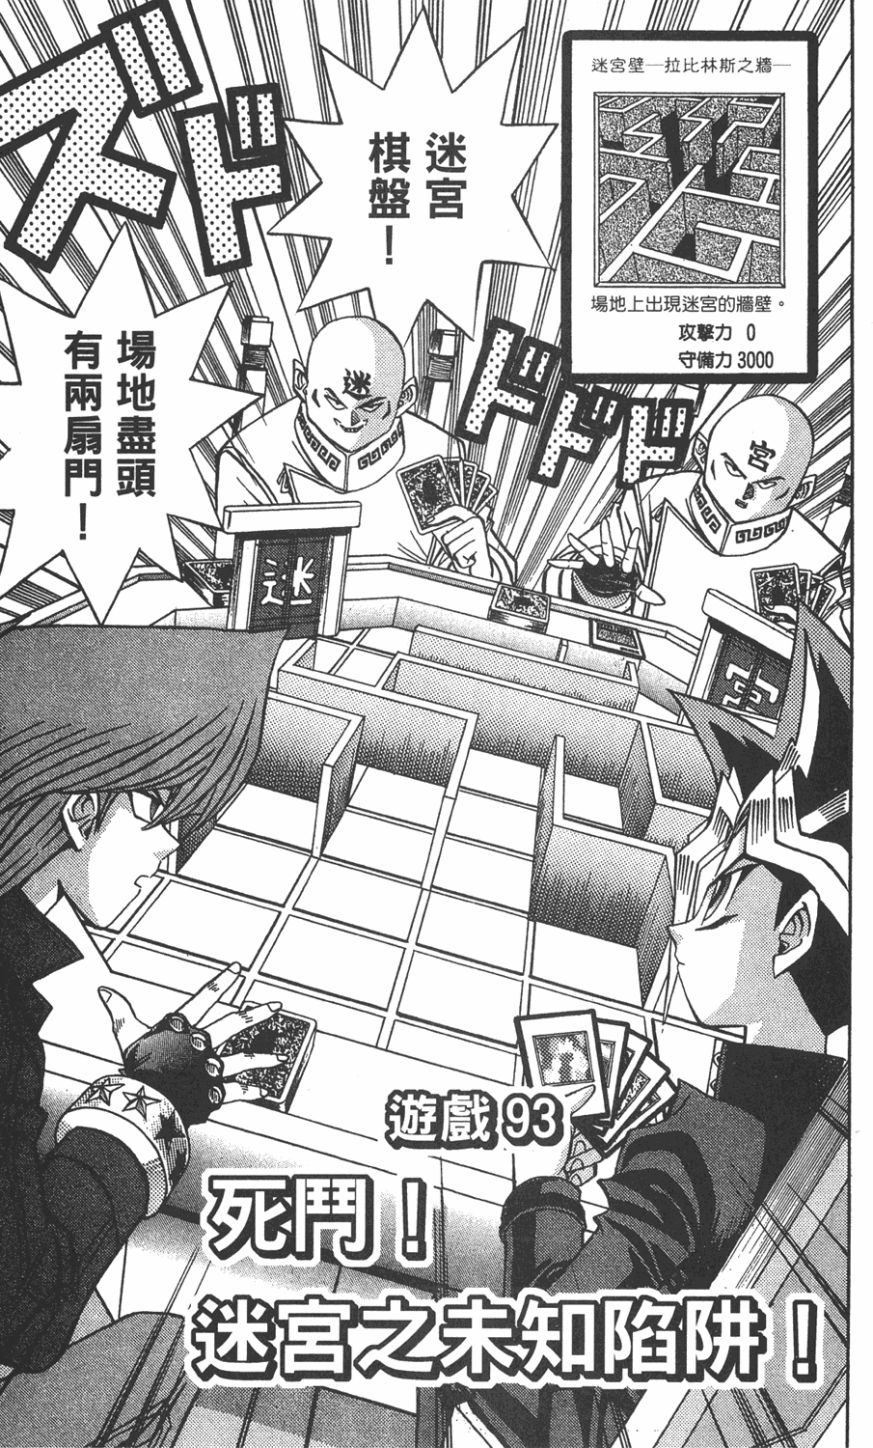 迷宮壁—拉比林斯之牆—
場地上出現迷宮的牆壁。
攻擊力 0
守備力 3000
迷宮
棋盤！
場地盡頭
有兩扇門！
ズド
ドドド
迷
宮
迷
宮
遊戲 93
死鬥！
迷宮之未知陷阱！